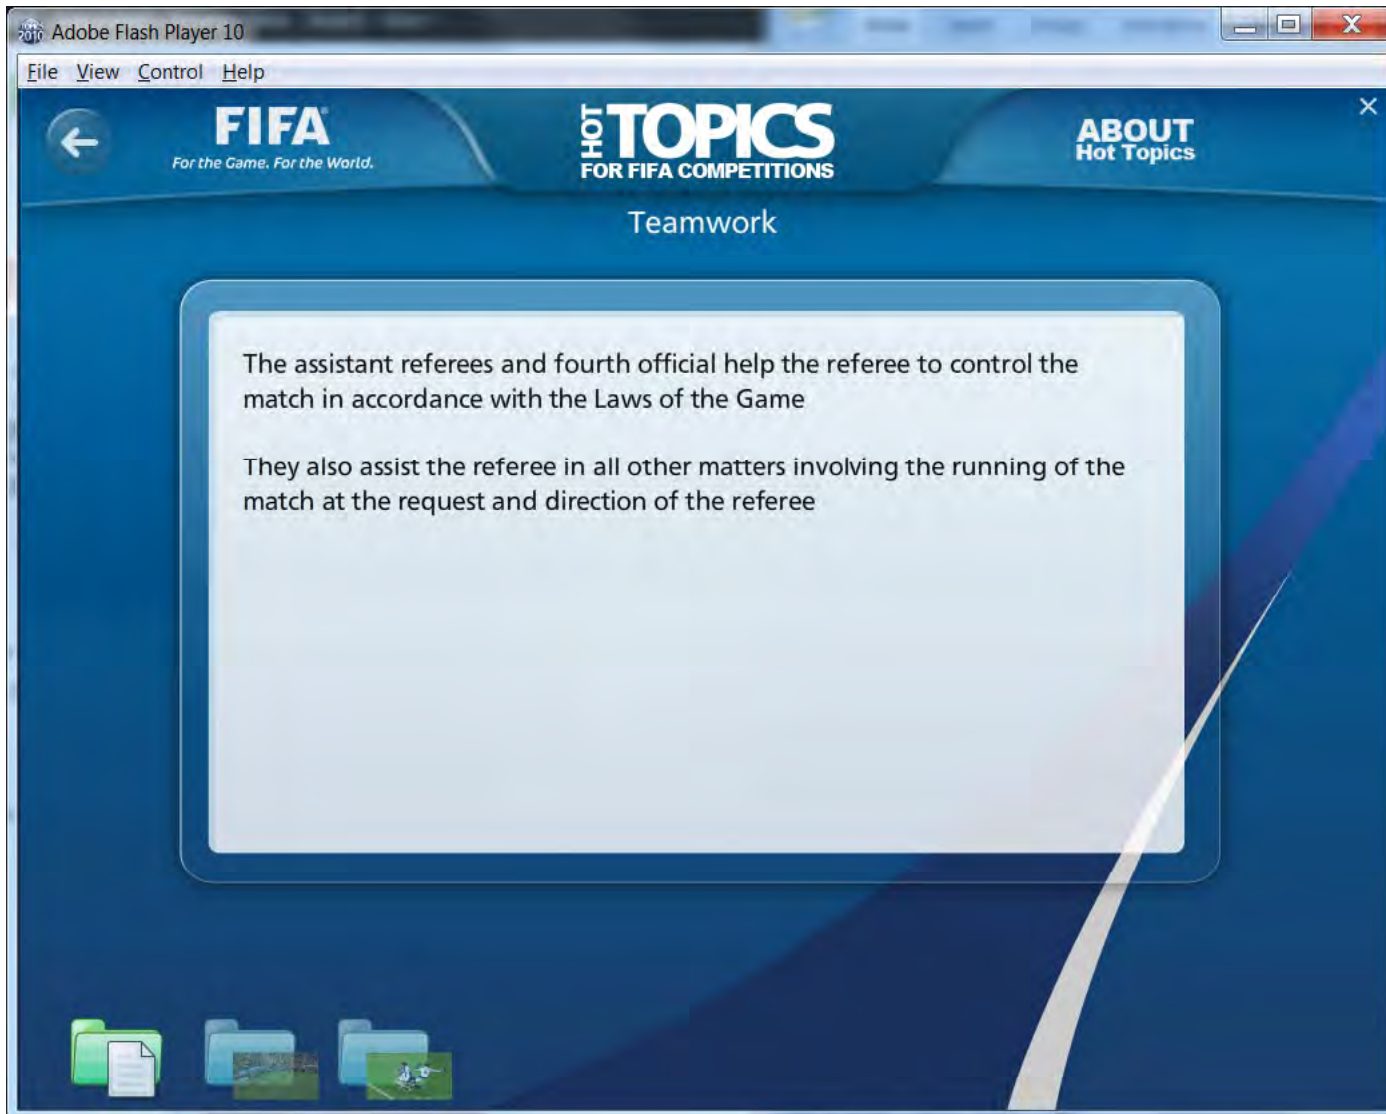 Adobe Flash Player 10
File View Control Help
FIFA
For the Game. For the World.
HOT TOPICS
FOR FIFA COMPETITIONS
ABOUT
Hot Topics
Teamwork
The assistant referees and fourth official help the referee to control the
match in accordance with the Laws of the Game
They also assist the referee in all other matters involving the running of the
match at the request and direction of the referee